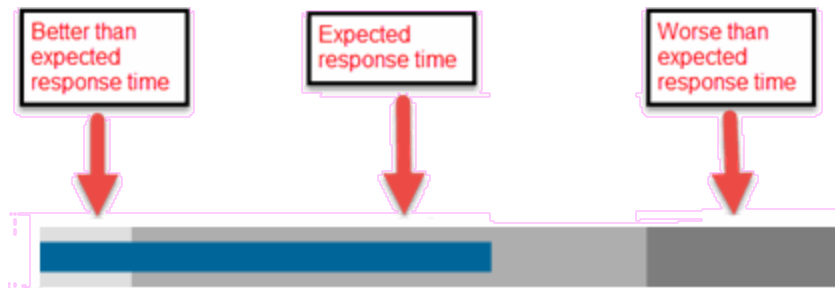 Better than
expected
response time
Expected
response time
Worse than
expected
response time